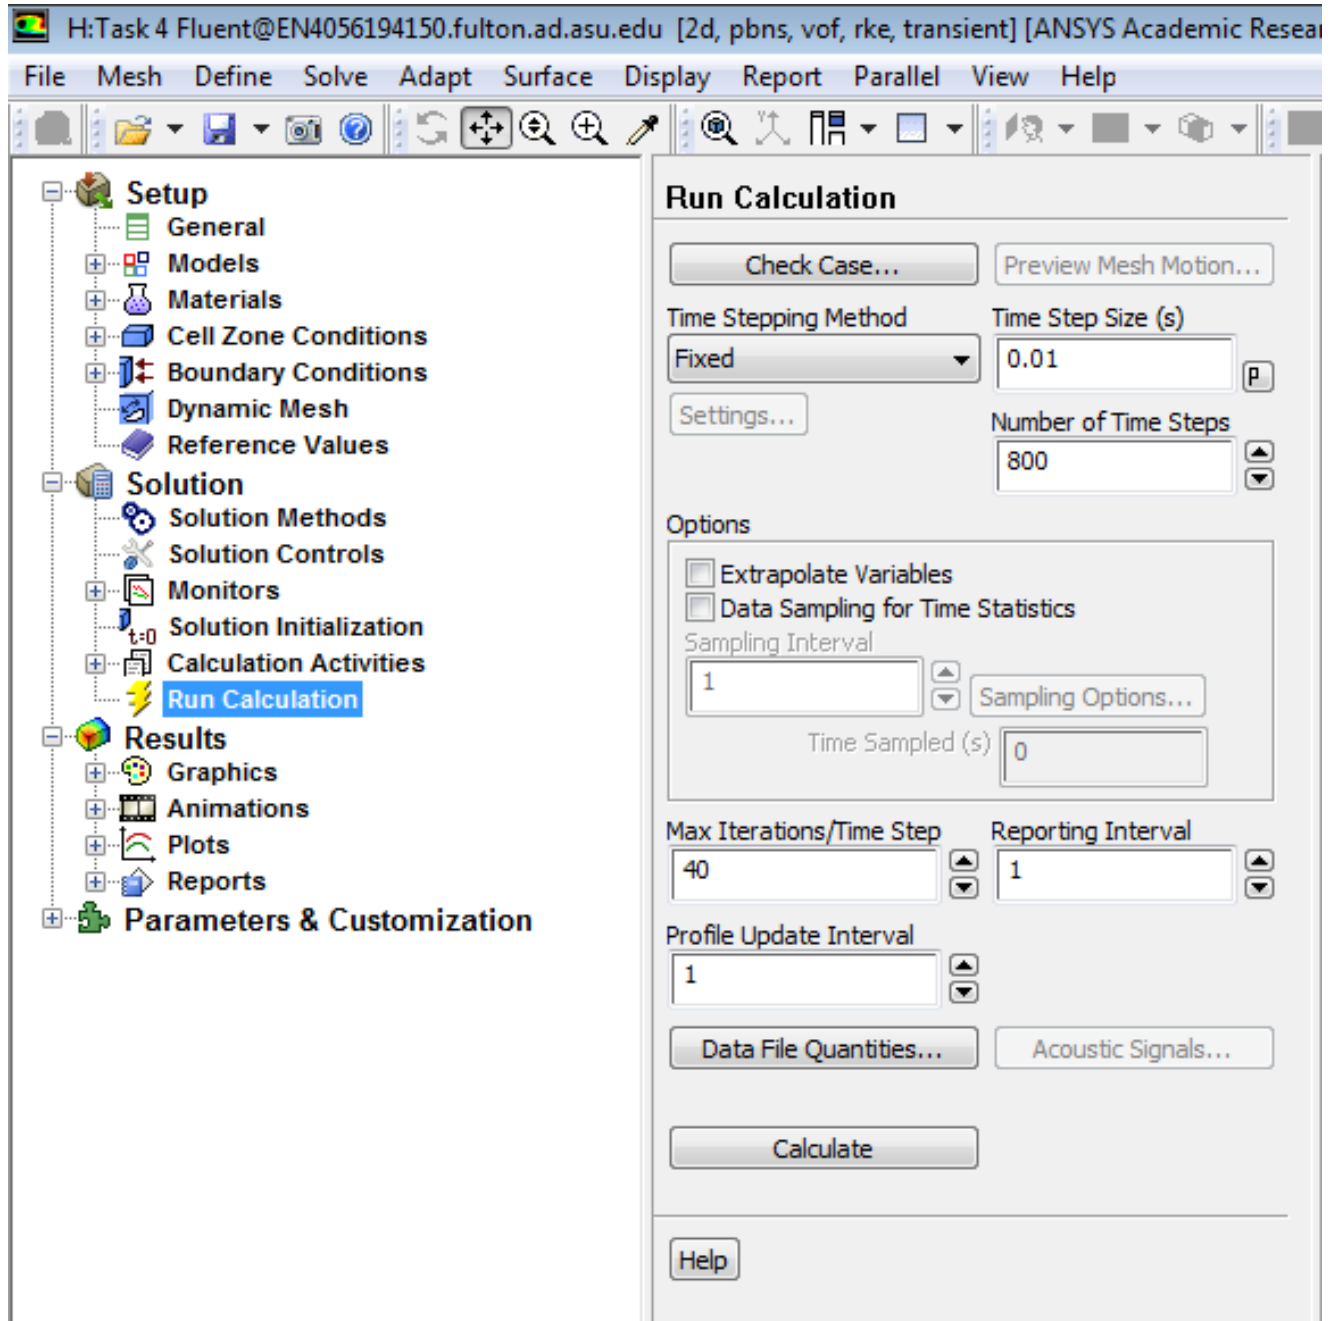 H:Task 4 Fluent@EN4056194150.fulton.ad.asu.edu [2d, pbns, vof, rke, transient] [ANSYS Academic Resear
File Mesh Define Solve Adapt Surface Display Report Parallel View Help
Setup
General
Models
Materials
Cell Zone Conditions
Boundary Conditions
Dynamic Mesh
Reference Values
Solution
Solution Methods
Solution Controls
Monitors
t=0 Solution Initialization
Calculation Activities
Run Calculation
Results
Graphics
Animations
Plots
Reports
Parameters & Customization
Run Calculation
Check Case... Preview Mesh Motion...
Time Stepping Method Time Step Size (s)
Fixed 0.01 P
Settings... Number of Time Steps
800
Options
Extrapolate Variables
Data Sampling for Time Statistics
Sampling Interval
1 Sampling Options...
Time Sampled (s) 0
Max Iterations/Time Step Reporting Interval
40 1
Profile Update Interval
1
Data File Quantities... Acoustic Signals...
Calculate
Help